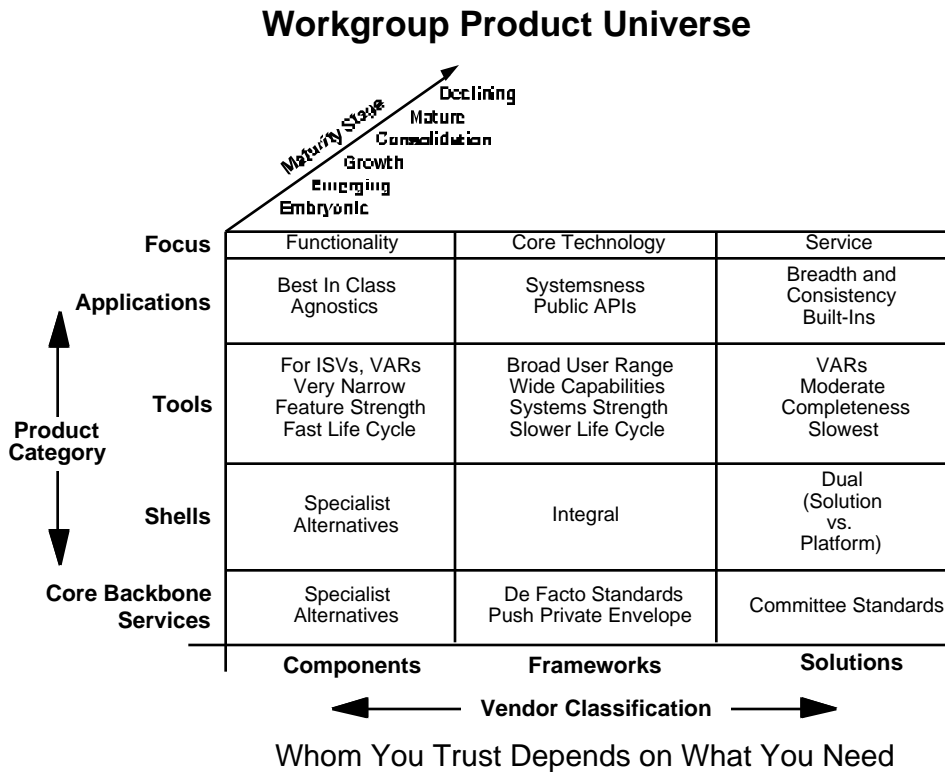 Workgroup Product Universe
Maturity Stage
Declining
Mature
Consolidation
Growth
Emerging
Embryonic
Focus
Functionality
Core Technology
Service
Applications
Best In Class
Agnostics
Systemsness
Public APIs
Breadth and
Consistency
Built-Ins
Product
Category
Tools
For ISVs, VARs
Very Narrow
Feature Strength
Fast Life Cycle
Broad User Range
Wide Capabilities
Systems Strength
Slower Life Cycle
VARs
Moderate
Completeness
Slowest
Shells
Specialist
Alternatives
Integral
Dual
(Solution
vs.
Platform)
Core Backbone
Services
Specialist
Alternatives
De Facto Standards
Push Private Envelope
Committee Standards
Components
Frameworks
Solutions
Vendor Classification
Whom You Trust Depends on What You Need